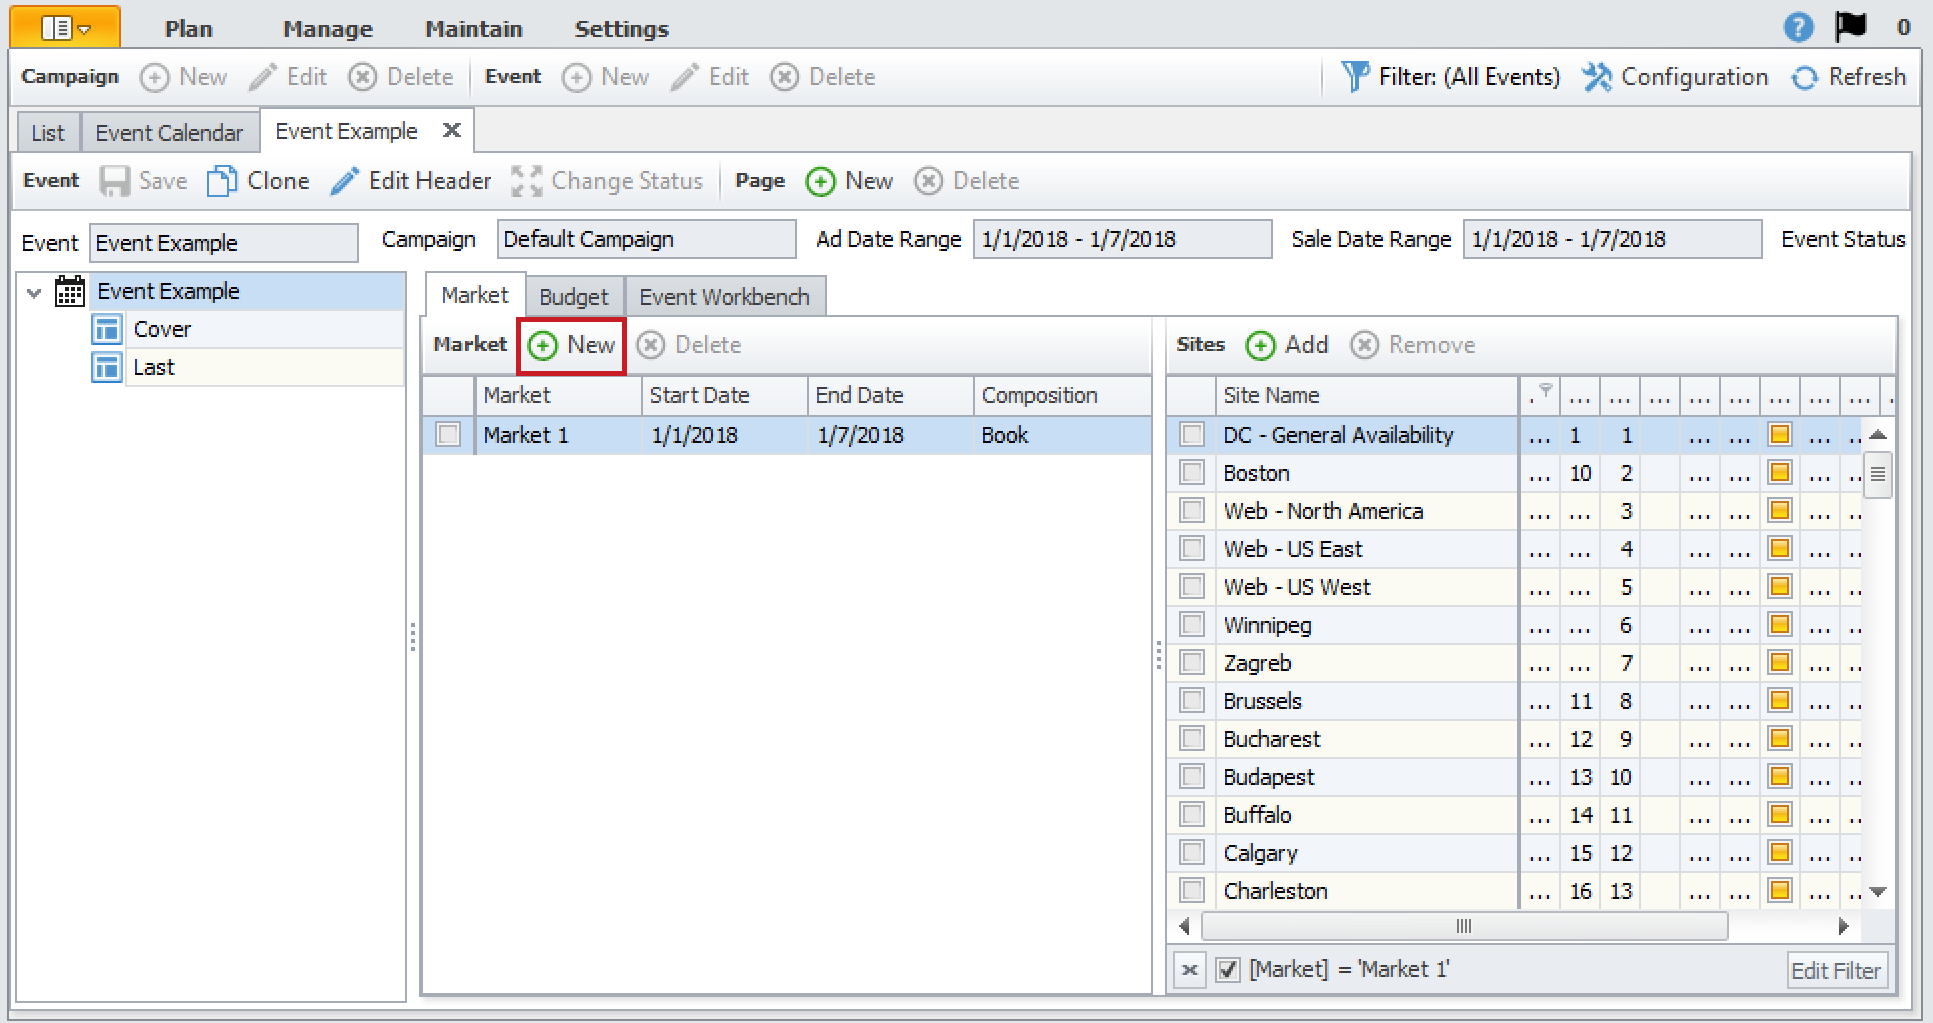 Plan Manage Maintain Settings ? 0
Campaign New Edit Delete Event New Edit Delete Filter: (All Events) Configuration Refresh
List Event Calendar Event Example
Event Save Clone Edit Header Change Status Page New Delete
Event Event Example Campaign Default Campaign Ad Date Range 1/1/2018 - 1/7/2018 Sale Date Range 1/1/2018 - 1/7/2018 Event Status
Event Example
Cover
Last
Market Budget Event Workbench
Market New Delete
Market Start Date End Date Composition
Market 1 1/1/2018 1/7/2018 Book
Sites Add Remove
Site Name . ... ... ... ... ... ... ... ... .
DC - General Availability ... 1 1 ... ... ... ..
Boston ... 10 2 ... ... ... ..
Web - North America ... ... 3 ... ... ... ..
Web - US East ... ... 4 ... ... ... ..
Web - US West ... ... 5 ... ... ... ..
Winnipeg ... ... 6 ... ... ... ..
Zagreb ... ... 7 ... ... ... ..
Brussels ... 11 8 ... ... ... ..
Bucharest ... 12 9 ... ... ... ..
Budapest ... 13 10 ... ... ... ..
Buffalo ... 14 11 ... ... ... ..
Calgary ... 15 12 ... ... ... ..
Charleston ... 16 13 ... ... ... ..
[Market] = 'Market 1' Edit Filter